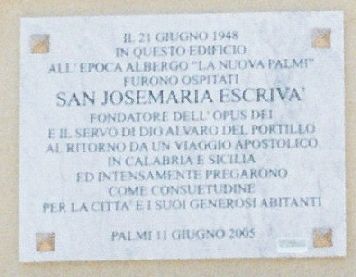 IL 21 GIUGNO 1948
IN QUESTO EDIFICIO
ALL' EPOCA ALBERGO "LA NUOVA PALMI"
FURONO OSPITATI
SAN JOSEMARIA ESCRIVA'
FONDATORE DELL' OPUS DEI
E IL SERVO DI DIO ALVARO DEL PORTILLO
AL RITORNO DA UN VIAGGIO APOSTOLICO
IN CALABRIA E SICILIA
ED INTENSAMENTE PREGARONO
COME CONSUETUDINE
PER LA CITTA' E I SUOI GENEROSI ABITANTI
PALMI 11 GIUGNO 2005